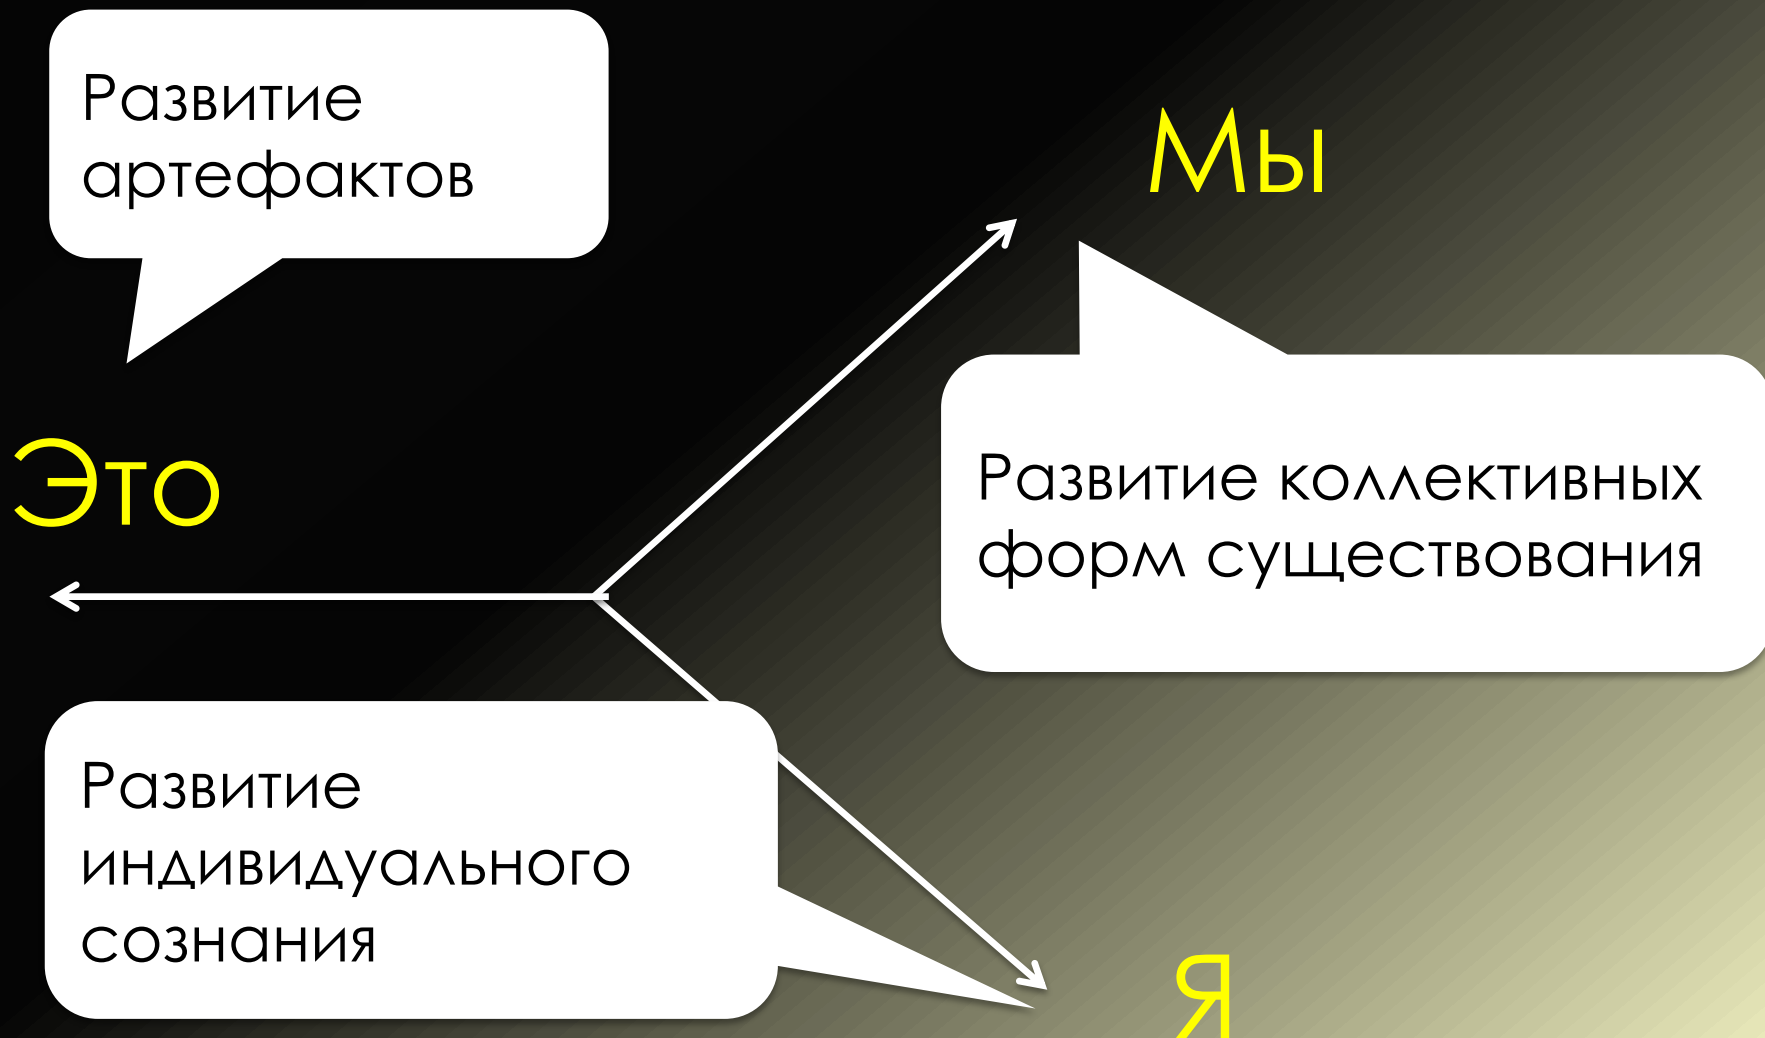 Развитие
артефактов
Мы
Это
Развитие коллективных
форм существования
Развитие
индивидуального
сознания
Я